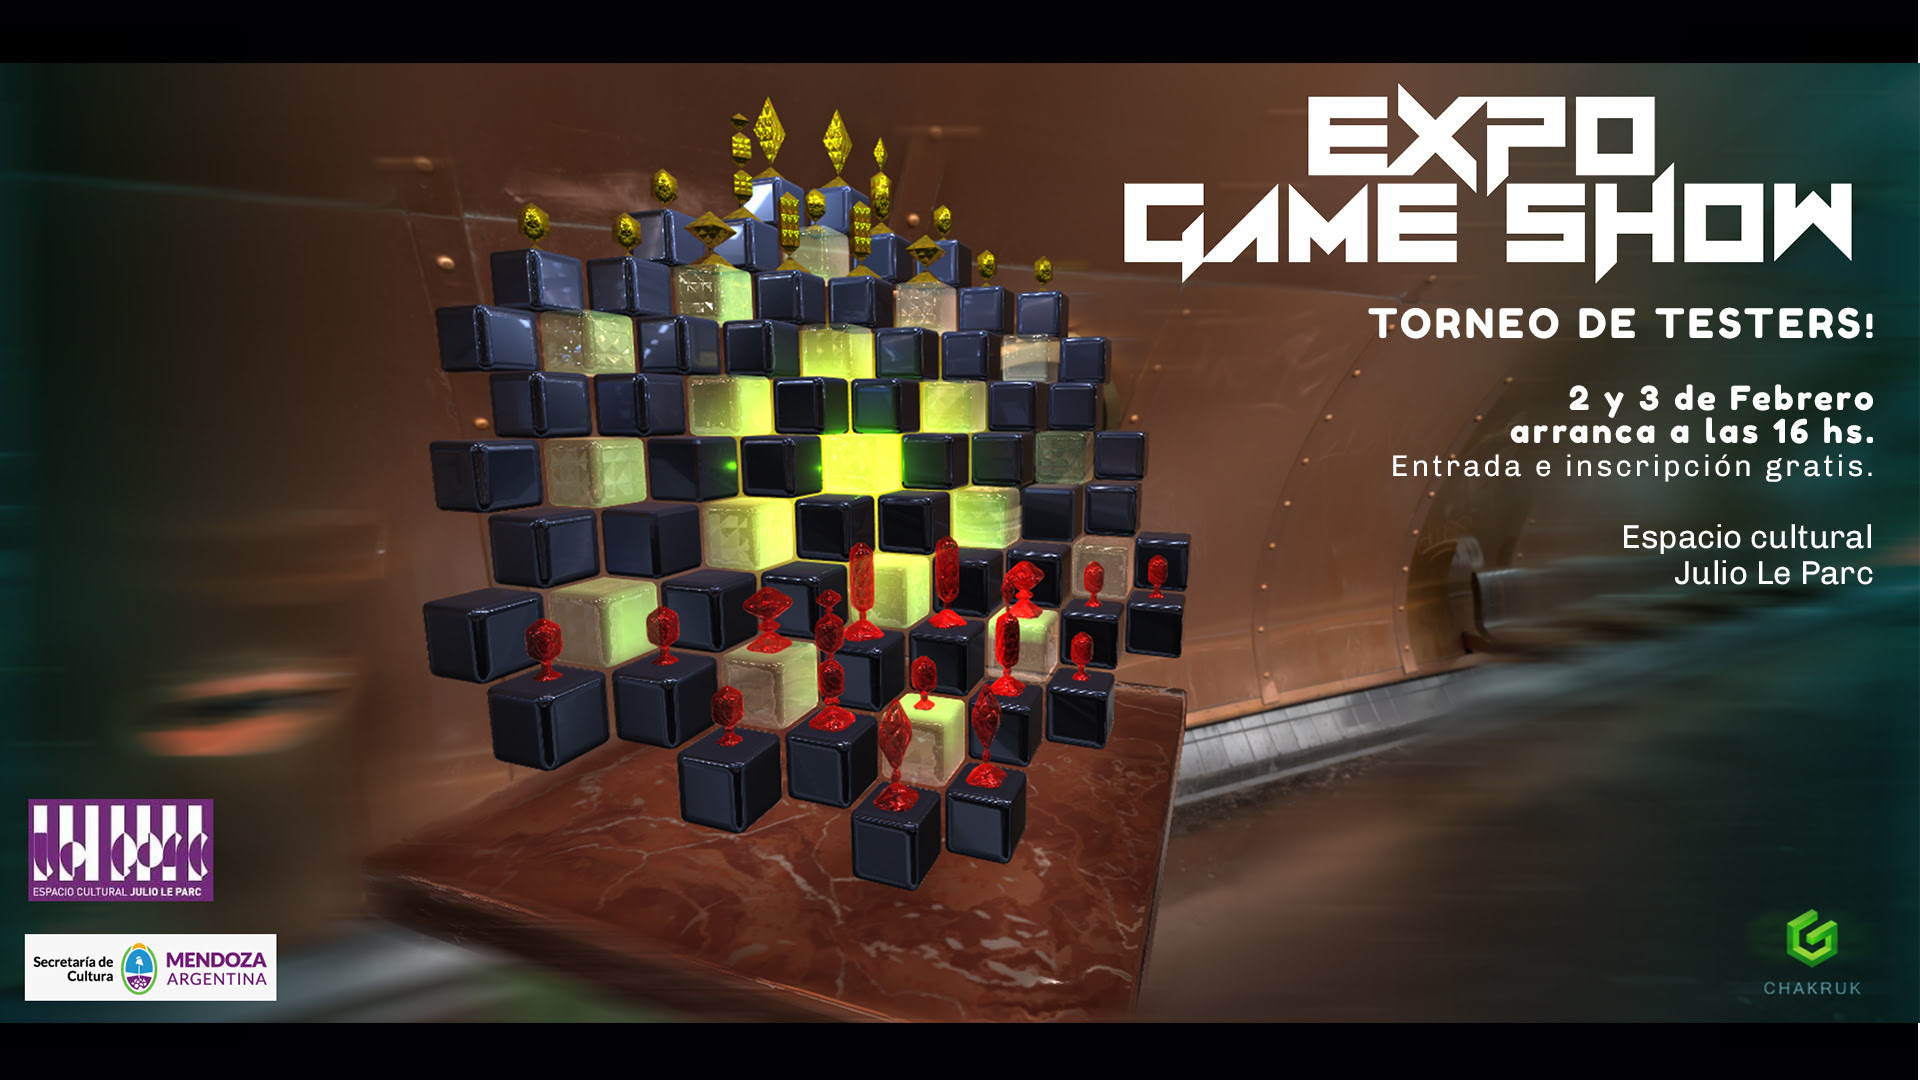 EXPO
GAME SHOW
TORNEO DE TESTERS!
2 y 3 de Febrero
arranca a las 16 hs.
Entrada e inscripción gratis.
Espacio cultural
Julio Le Parc
ESPACIO CULTURAL JULIO LE PARC
Secretaría de
Cultura
MENDOZA
ARGENTINA
CHAKRUK